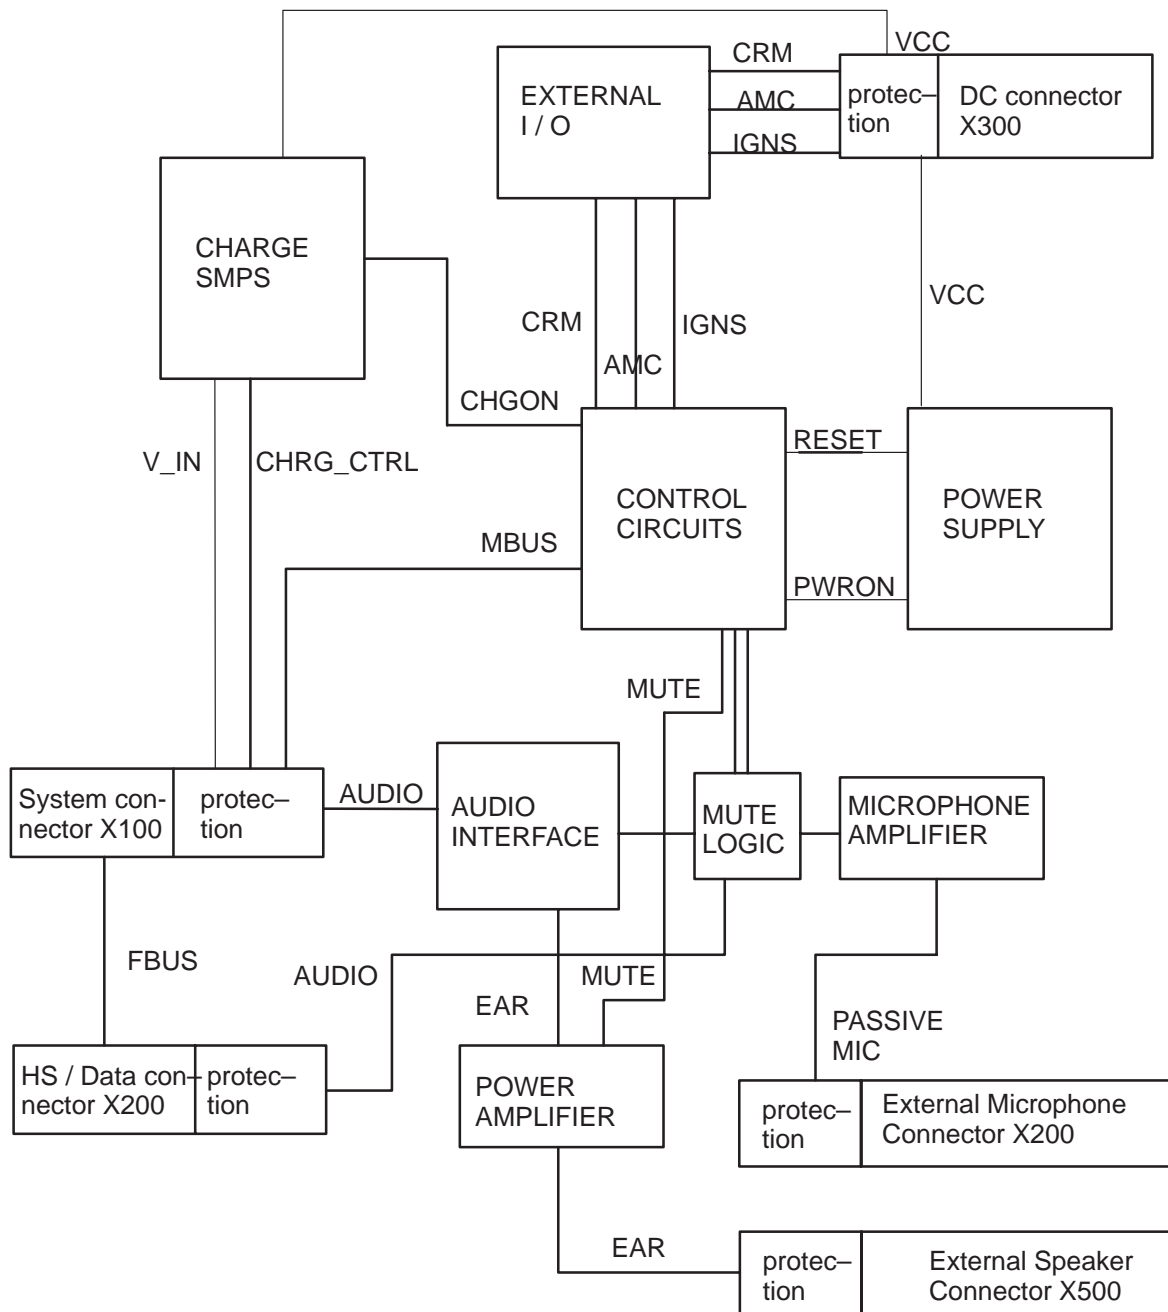 VCC
CRM
EXTERNAL
I / O
AMC
protec–
tion
DC connector
X300
IGNS
CHARGE
SMPS
VCC
CRM
IGNS
AMC
CHGON
V_IN
CHRG_CTRL
RESET
CONTROL
CIRCUITS
POWER
SUPPLY
MBUS
PWRON
MUTE
System con-
nector X100
protec–
tion
AUDIO
AUDIO
INTERFACE
MUTE
LOGIC
MICROPHONE
AMPLIFIER
FBUS
AUDIO
MUTE
EAR
PASSIVE
MIC
HS / Data con–
nector X200
protec–
tion
POWER
AMPLIFIER
protec–
tion
External Microphone
Connector X200
EAR
protec–
tion
External Speaker
Connector X500